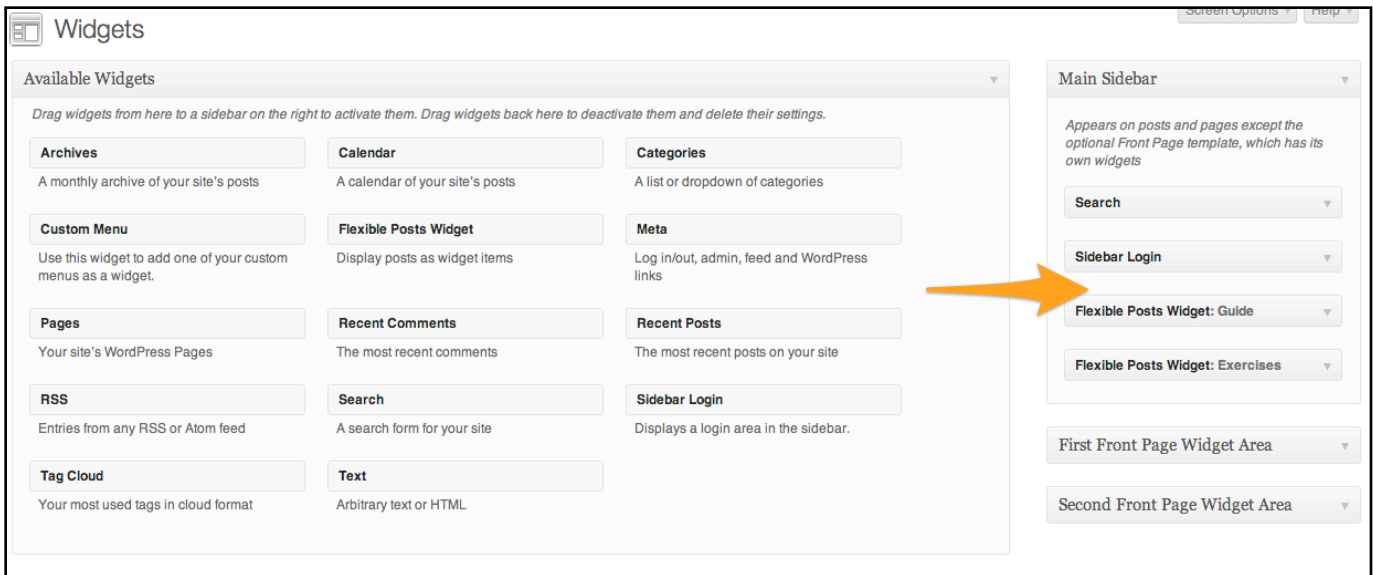 Screen Options Help
Widgets
Available Widgets
Drag widgets from here to a sidebar on the right to activate them. Drag widgets back here to deactivate them and delete their settings.
Archives Calendar Categories
A monthly archive of your site's posts A calendar of your site's posts A list or dropdown of categories
Custom Menu Flexible Posts Widget Meta
Use this widget to add one of your custom Display posts as widget items Log in/out, admin, feed and WordPress
menus as a widget. links
Pages Recent Comments Recent Posts
Your site's WordPress Pages The most recent comments The most recent posts on your site
RSS Search Sidebar Login
Entries from any RSS or Atom feed A search form for your site Displays a login area in the sidebar.
Tag Cloud Text
Your most used tags in cloud format Arbitrary text or HTML
Main Sidebar
Appears on posts and pages except the
optional Front Page template, which has its
own widgets
Search
Sidebar Login
Flexible Posts Widget: Guide
Flexible Posts Widget: Exercises
First Front Page Widget Area
Second Front Page Widget Area